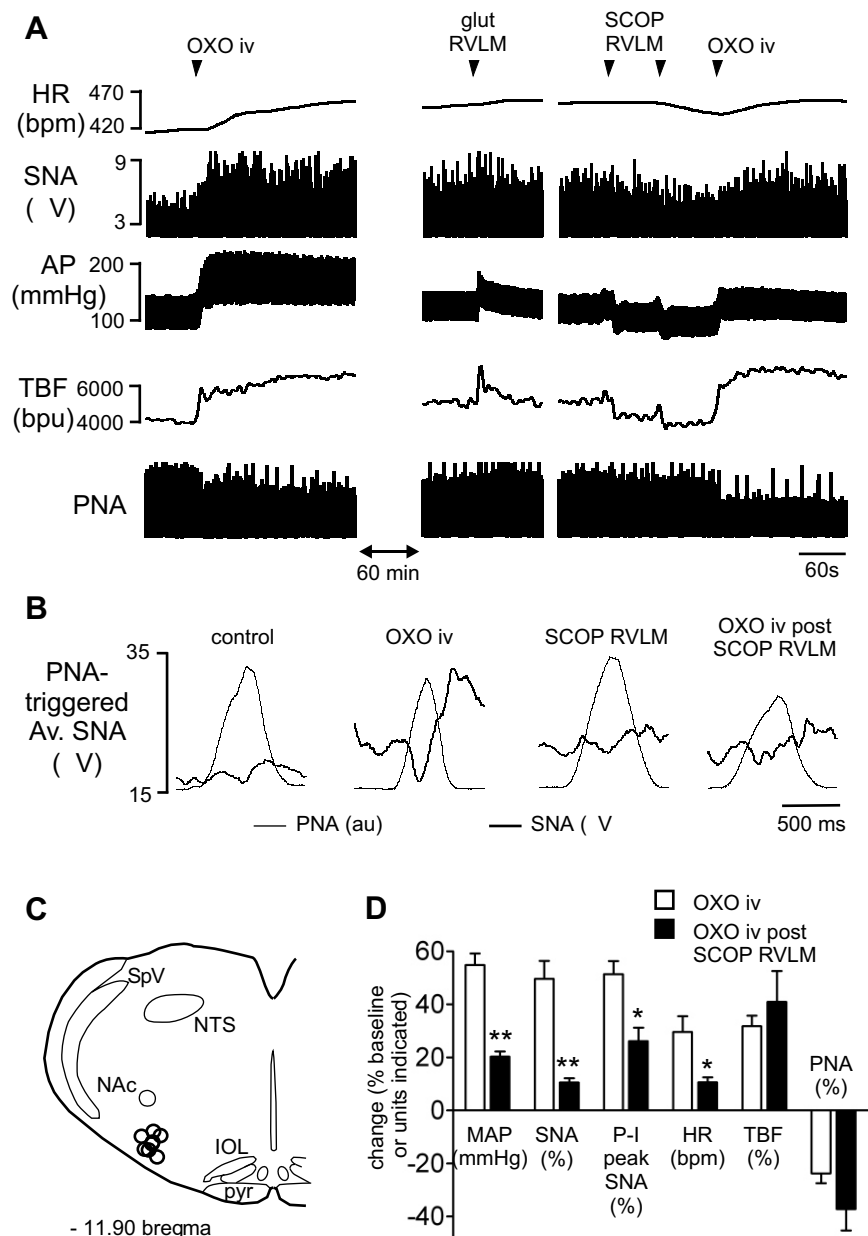 A
OXO iv
glut
RVLM
SCOP
RVLM
OXO iv
HR
(bpm)
470
420
SNA
( V)
9
3
AP
(mmHg)
200
100
TBF
(bpu)
6000
4000
PNA
60 min
60s
B
control
OXO iv
SCOP RVLM
OXO iv post
SCOP RVLM
PNA-
triggered
Av. SNA
( V)
35
15
PNA (au)
SNA ( V
500 ms
C
SpV
NTS
NAc
IOL
pyr
- 11.90 bregma
D
OXO iv
OXO iv post
SCOP RVLM
change (% baseline
or units indicated)
60
40
20
0
-20
-40
**
**
*
*
MAP
(mmHg)
SNA
(%)
P-I
peak
SNA
(%)
HR
(bpm)
TBF
(%)
PNA
(%)